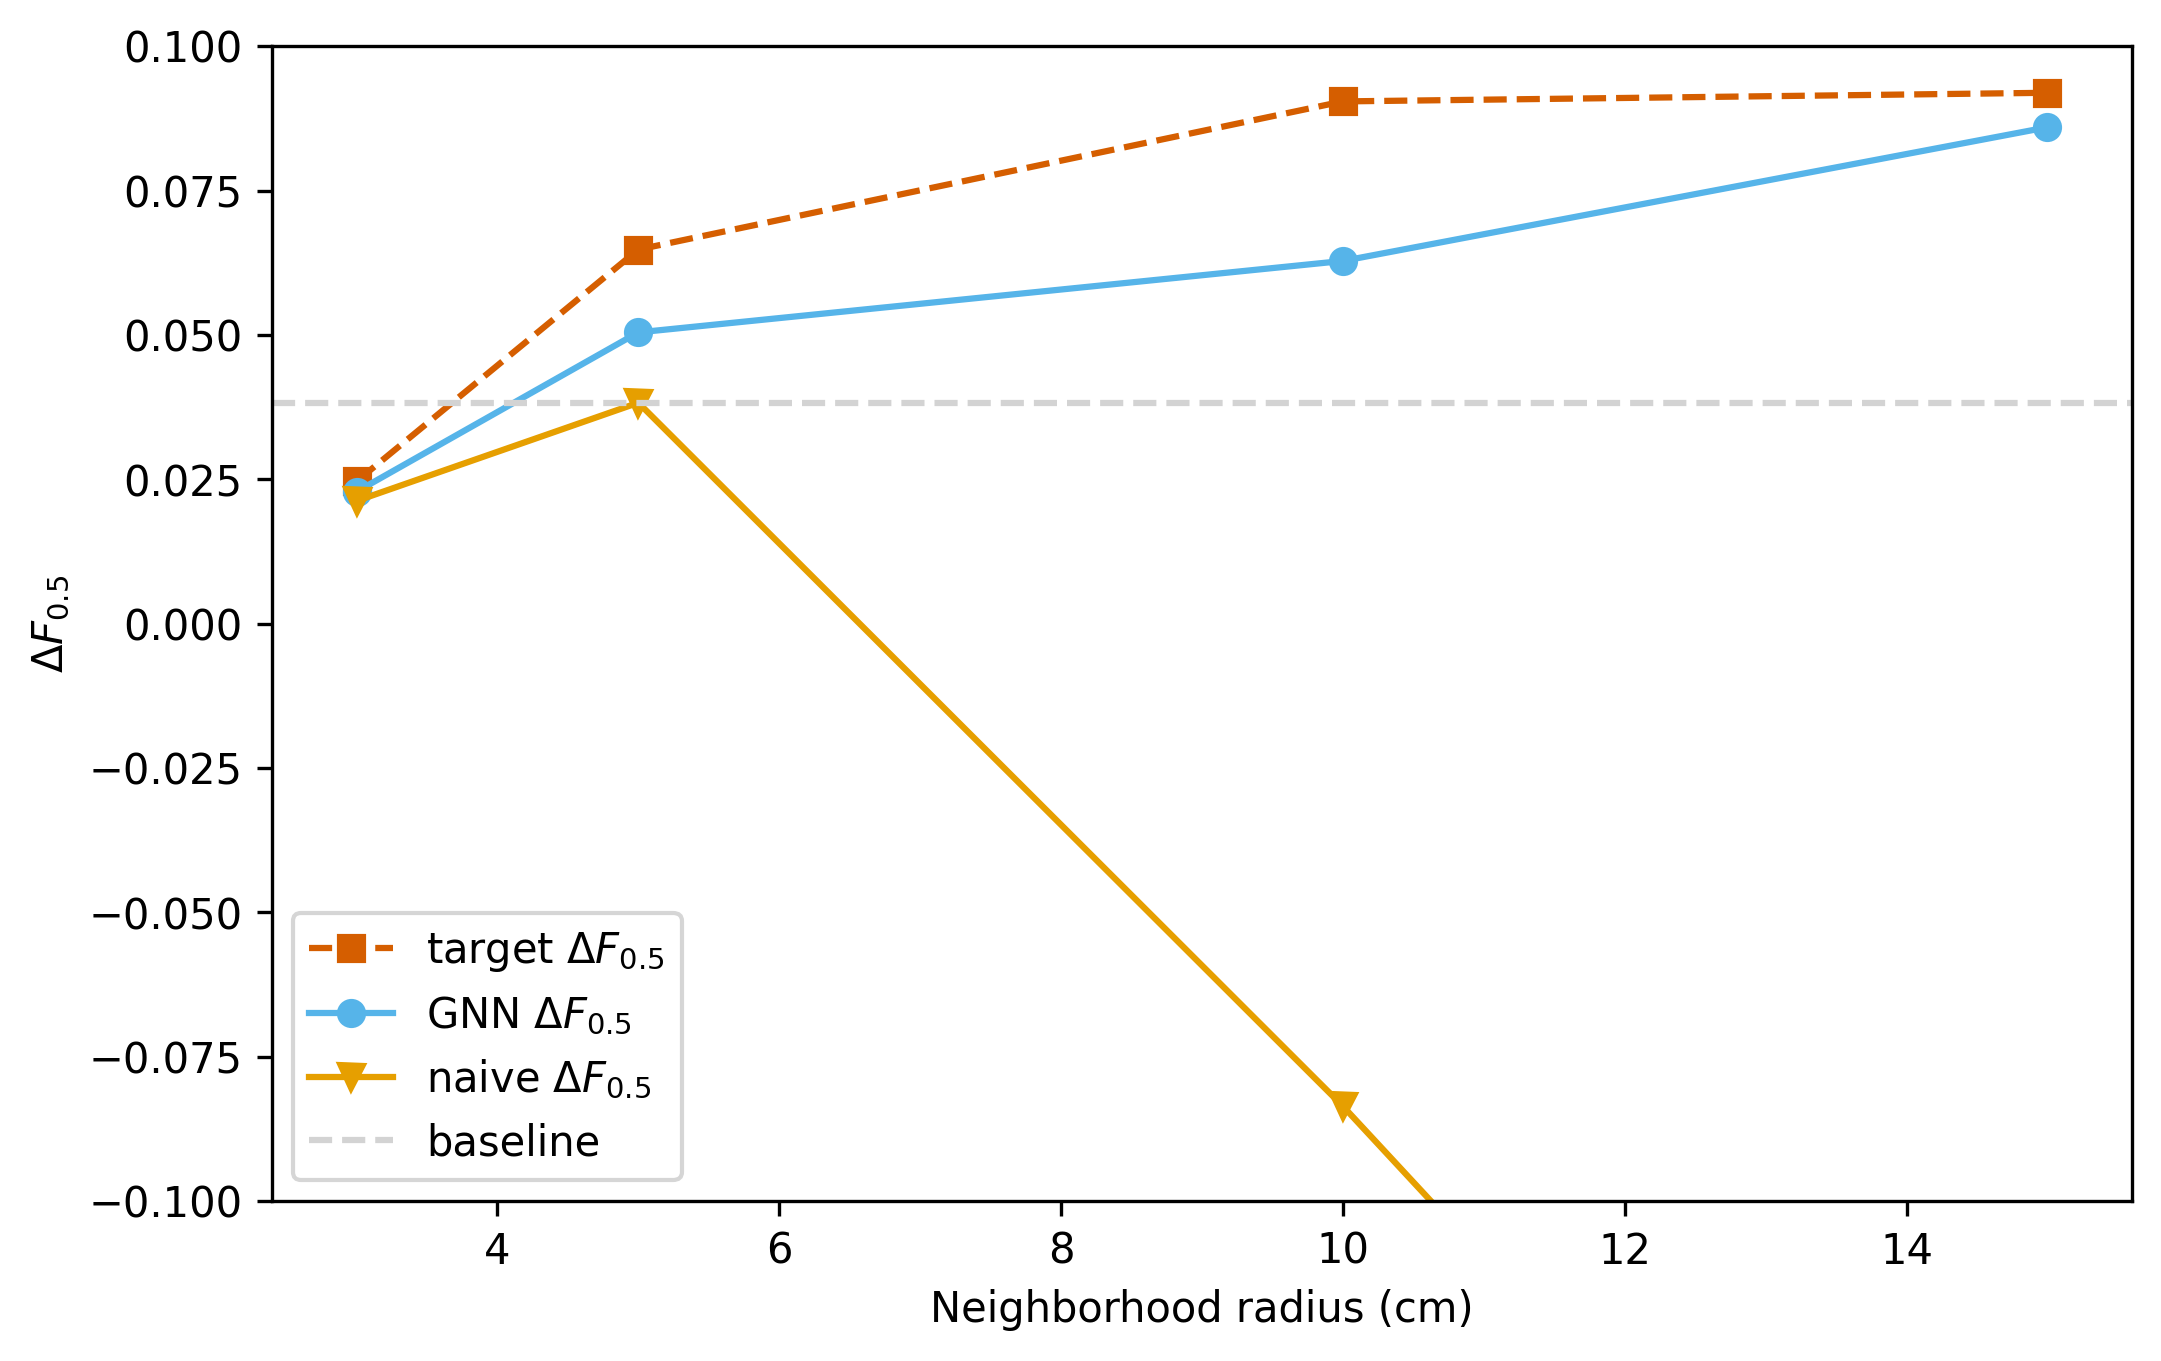 0.100
0.075
0.050
0.025
0.000
−0.025
−0.050
−0.075
−0.100
ΔF0.5
target ΔF0.5
GNN ΔF0.5
naive ΔF0.5
baseline
4 6 8 10 12 14
Neighborhood radius (cm)